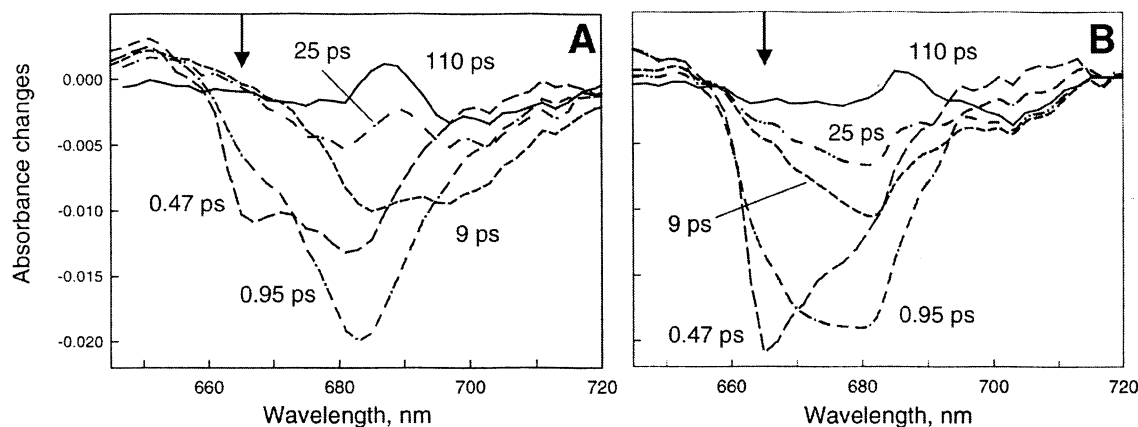 A
25 ps
110 ps
0.47 ps
9 ps
0.95 ps
Absorbance changes
0.000
-0.005
-0.010
-0.015
-0.020
660
680
700
720
Wavelength, nm
B
110 ps
25 ps
9 ps
0.47 ps
0.95 ps
660
680
700
720
Wavelength, nm